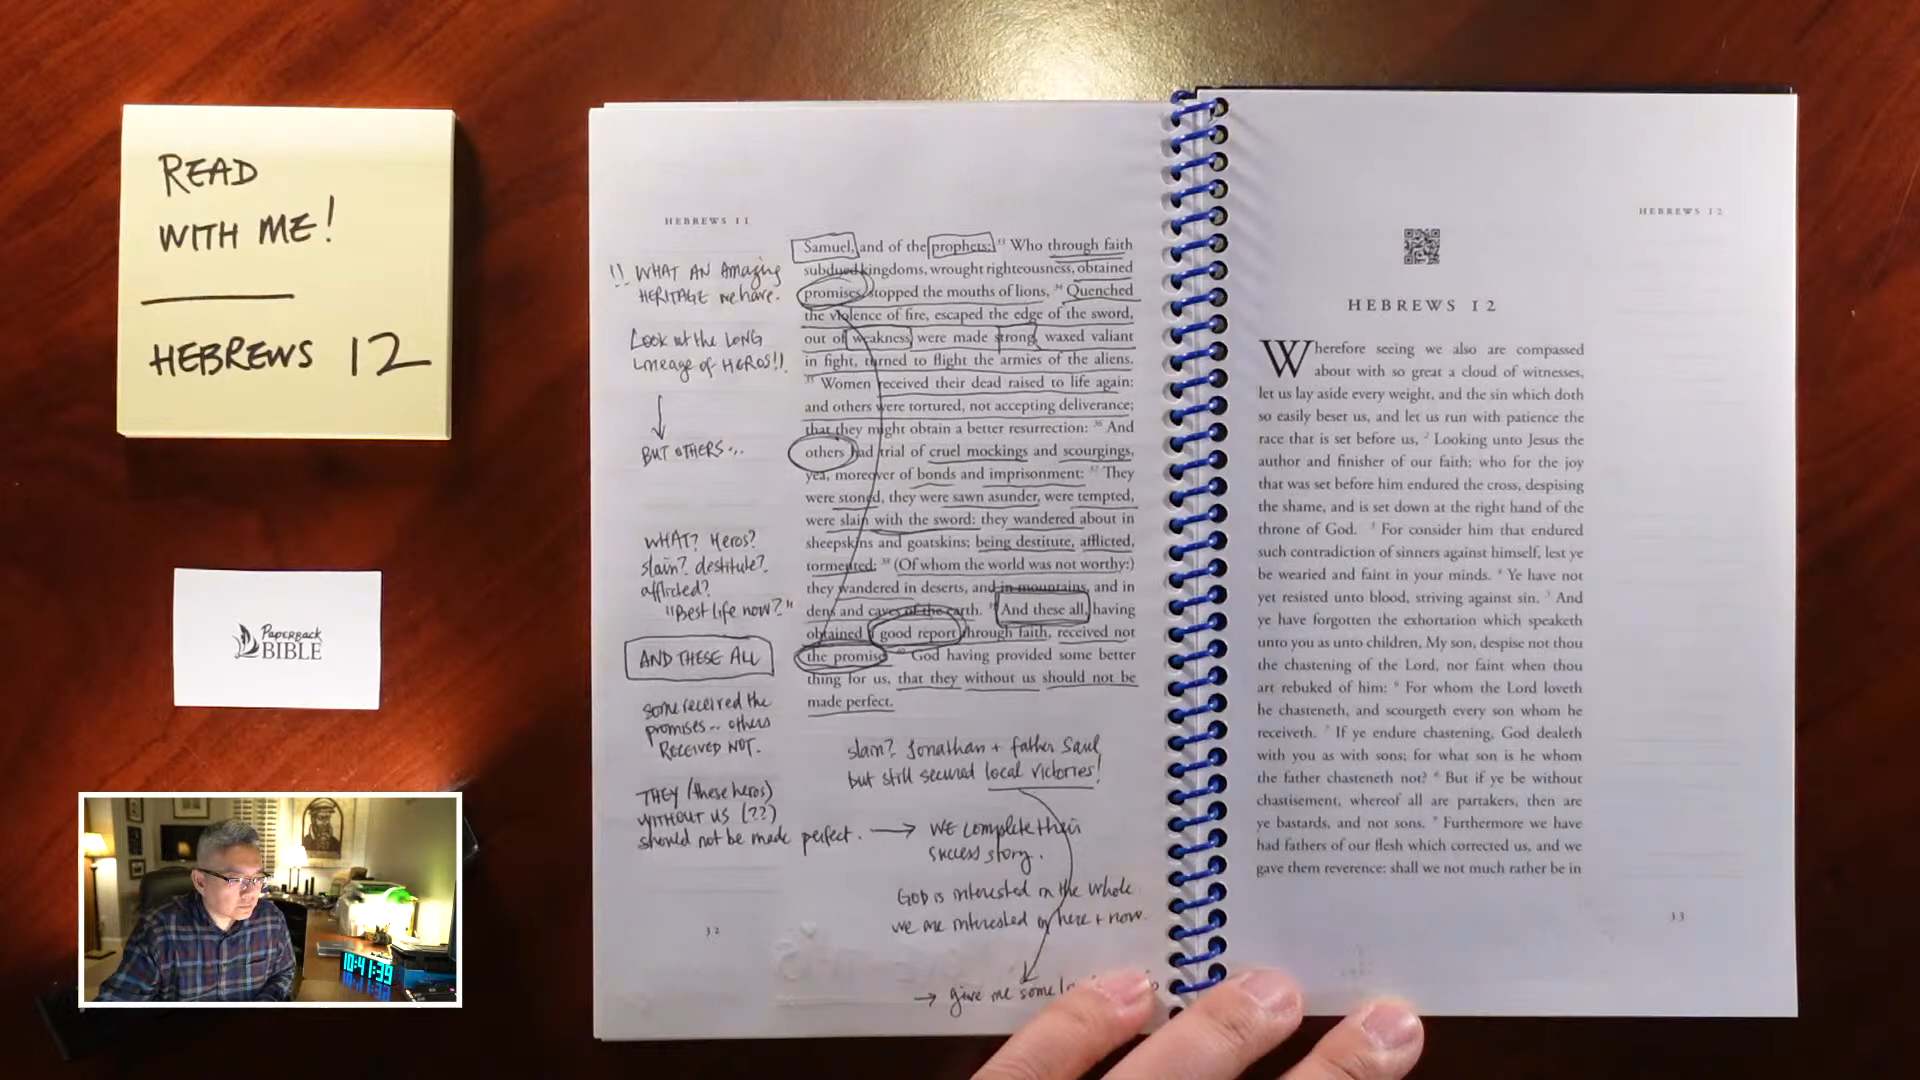 READ
WITH ME!
HEBREWS 12
Paperback
BIBLE
10:41:39
HEBREWS 11
!! WHAT AN Amazing
HERITAGE we have.
Look at the LONG
Lineage of HEROS!!
BUT OTHERS...
WHAT? Heros?
slain? destitute?
afflicted?
"Best life now?"
AND THESE ALL
some received the
promises... others
RECEIVED NOT.
THEY (these heros)
WITHOUT US (??)
should not be made perfect. → WE complete their
success story.
Samuel, and of the prophets: 33 Who through faith
subdued kingdoms, wrought righteousness, obtained
promises, stopped the mouths of lions, 34 Quenched
the violence of fire, escaped the edge of the sword,
out of weakness were made strong, waxed valiant
in fight, turned to flight the armies of the aliens.
35 Women received their dead raised to life again:
and others were tortured, not accepting deliverance;
that they might obtain a better resurrection: 36 And
others had trial of cruel mockings and scourgings,
yea, moreover of bonds and imprisonment: 37 They
were stoned, they were sawn asunder, were tempted,
were slain with the sword: they wandered about in
sheepskins and goatskins; being destitute, afflicted,
tormented: 38 (Of whom the world was not worthy:)
they wandered in deserts, and in mountains, and in
dens and caves of the earth. 39 And these all, having
obtained a good report through faith, received not
the promise: 40 God having provided some better
thing for us, that they without us should not be
made perfect.
slain? Jonathan + father Saul
but still secured local victories!
GOD is interested in the whole
we are interested in here + now.
→ give me some
32
HEBREWS 12
HEBREWS 12
Wherefore seeing we also are compassed
about with so great a cloud of witnesses,
let us lay aside every weight, and the sin which doth
so easily beset us, and let us run with patience the
race that is set before us, 2 Looking unto Jesus the
author and finisher of our faith; who for the joy
that was set before him endured the cross, despising
the shame, and is set down at the right hand of the
throne of God. 3 For consider him that endured
such contradiction of sinners against himself, lest ye
be wearied and faint in your minds. 4 Ye have not
yet resisted unto blood, striving against sin. 5 And
ye have forgotten the exhortation which speaketh
unto you as unto children, My son, despise not thou
the chastening of the Lord, nor faint when thou
art rebuked of him: 6 For whom the Lord loveth
he chasteneth, and scourgeth every son whom he
receiveth. 7 If ye endure chastening, God dealeth
with you as with sons; for what son is he whom
the father chasteneth not? 8 But if ye be without
chastisement, whereof all are partakers, then are
ye bastards, and not sons. 9 Furthermore we have
had fathers of our flesh which corrected us, and we
gave them reverence: shall we not much rather be in
33